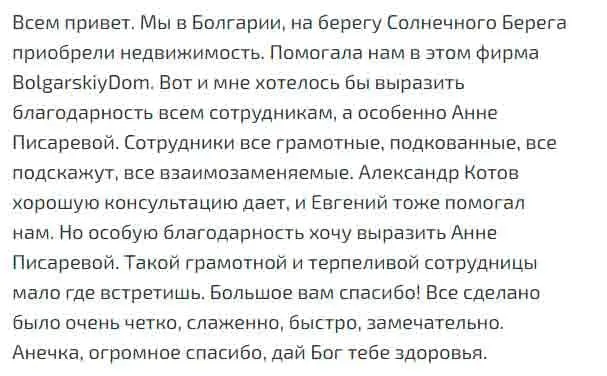 Всем привет. Мы в Болгарии, на берегу Солнечного Берега
приобрели недвижимость. Помогала нам в этом фирма
BolgarskiyDom. Вот и мне хотелось бы выразить
благодарность всем сотрудникам, а особенно Анне
Писаревой. Сотрудники все грамотные, подкованные, все
подскажут, все взаимозаменяемые. Александр Котов
хорошую консультацию дает, и Евгений тоже помогал
нам. Но особую благодарность хочу выразить Анне
Писаревой. Такой грамотной и терпеливой сотрудницы
мало где встретишь. Большое вам спасибо! Все сделано
было очень четко, слаженно, быстро, замечательно.
Анечка, огромное спасибо, дай Бог тебе здоровья.